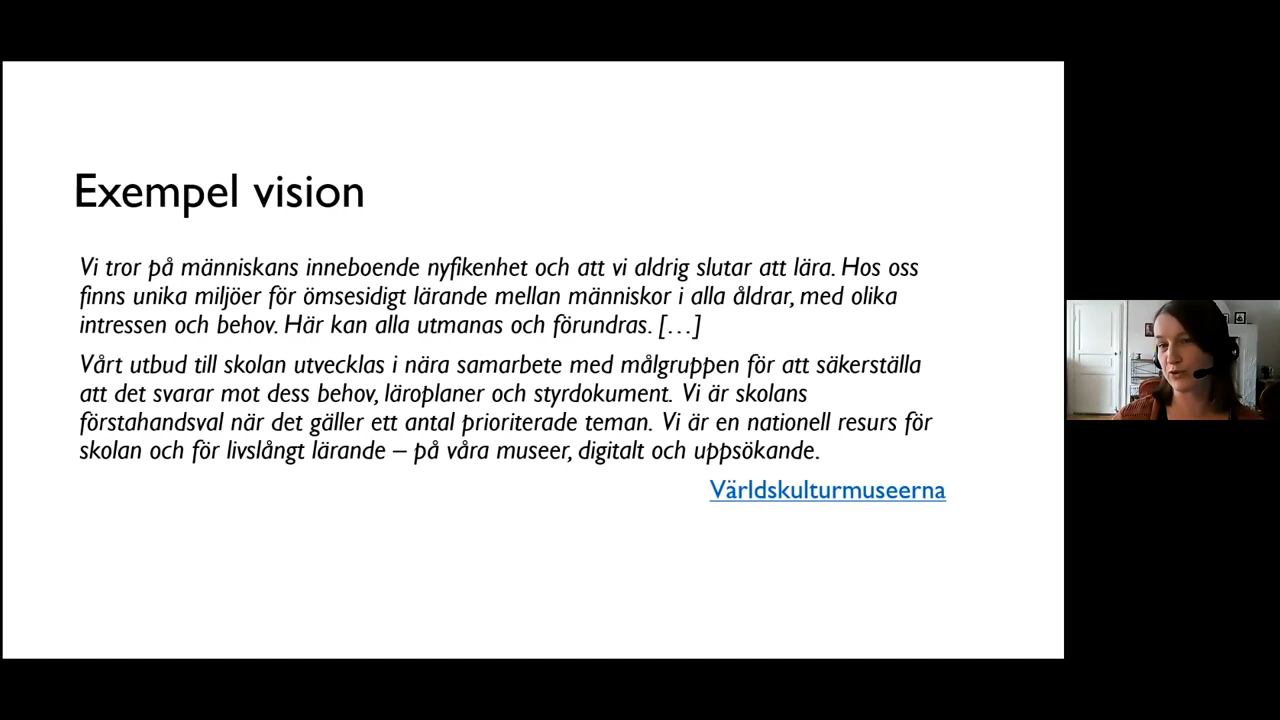 Exempel vision
Vi tror på människans inneboende nyfikenhet och att vi aldrig slutar att lära. Hos oss
finns unika miljöer för ömsesidigt lärande mellan människor i alla åldrar, med olika
intressen och behov. Här kan alla utmanas och förundras. […]
Vårt utbud till skolan utvecklas i nära samarbete med målgruppen för att säkerställa
att det svarar mot dess behov, läroplaner och styrdokument. Vi är skolans
förstahandsval när det gäller ett antal prioriterade teman. Vi är en nationell resurs för
skolan och för livslångt lärande – på våra museer, digitalt och uppsökande.
Världskulturmuseerna